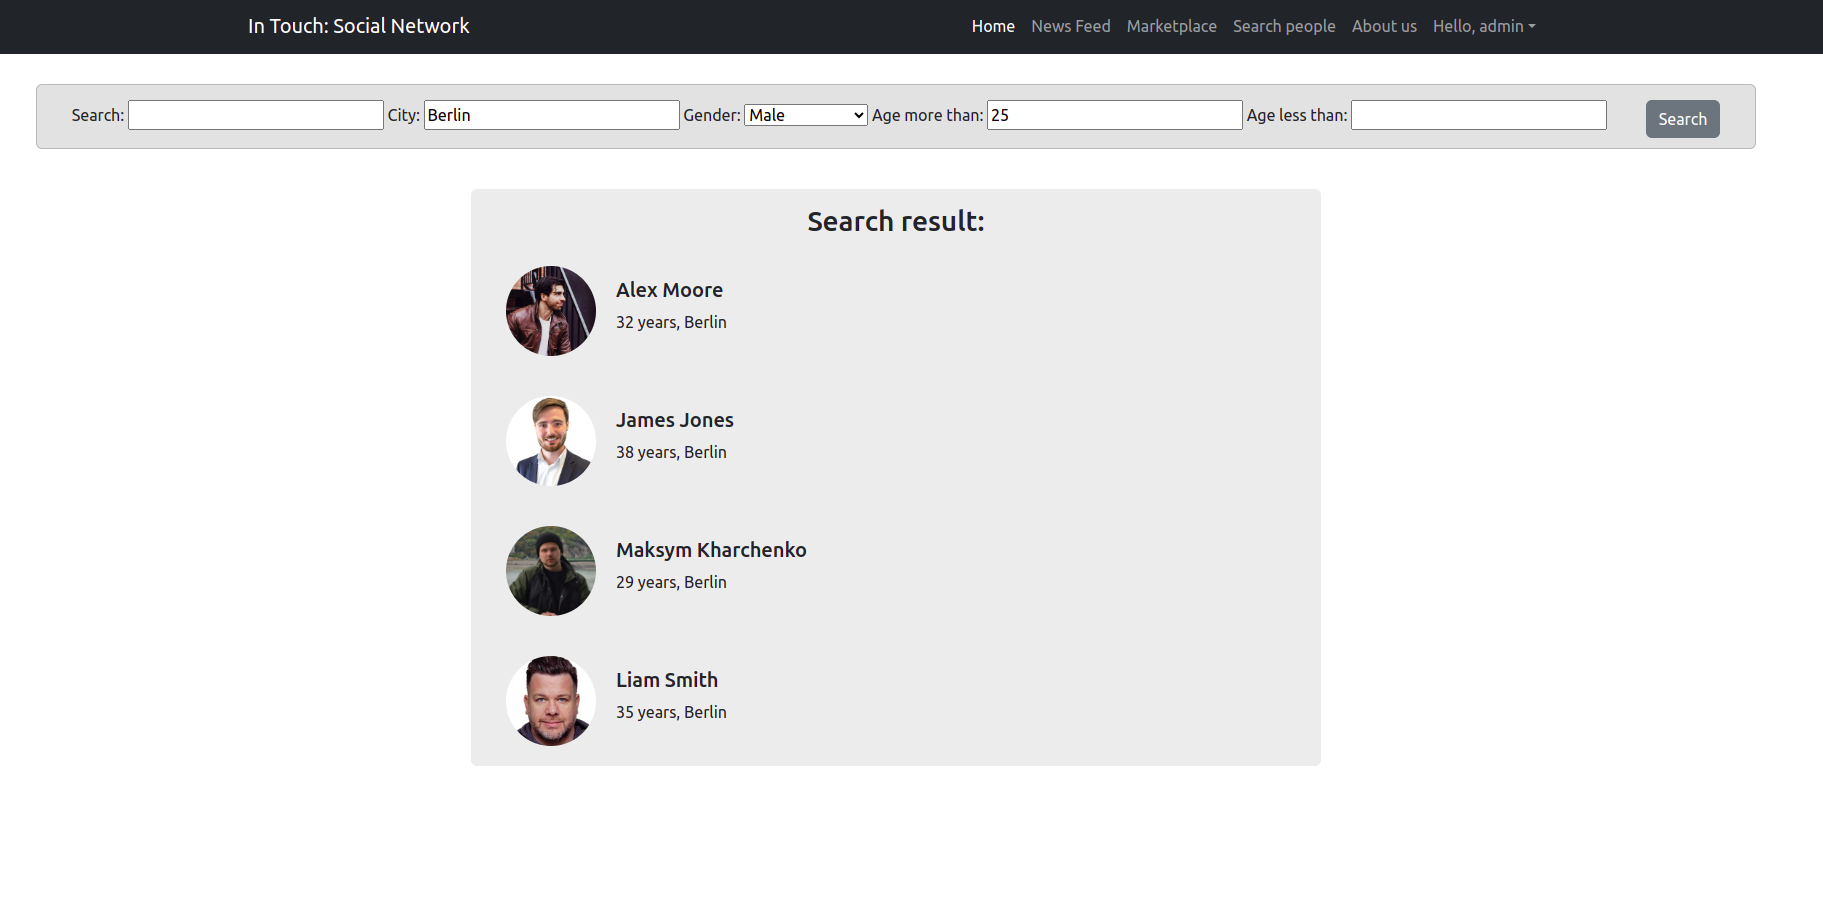 In Touch: Social Network Home News Feed Marketplace Search people About us Hello, admin
Search: City: Berlin Gender: Male Age more than: 25 Age less than: Search
Search result:
Alex Moore
32 years, Berlin
James Jones
38 years, Berlin
Maksym Kharchenko
29 years, Berlin
Liam Smith
35 years, Berlin